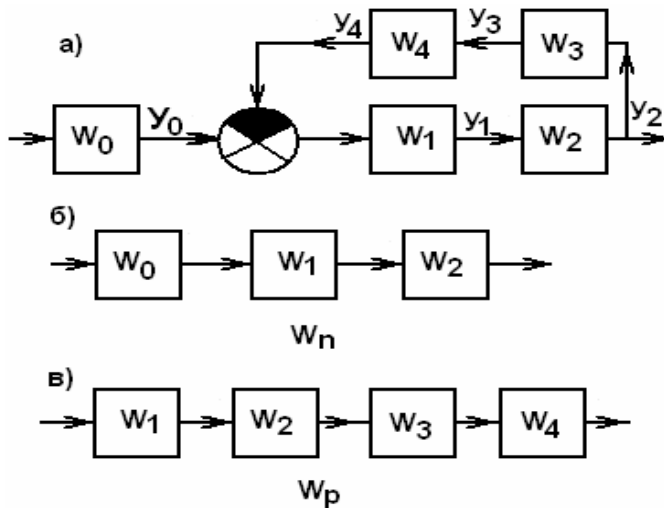 а)
y4 W4 y3 W3
W0 y0 W1 y1 W2 y2
б)
W0 W1 W2
Wn
в)
W1 W2 W3 W4
Wp